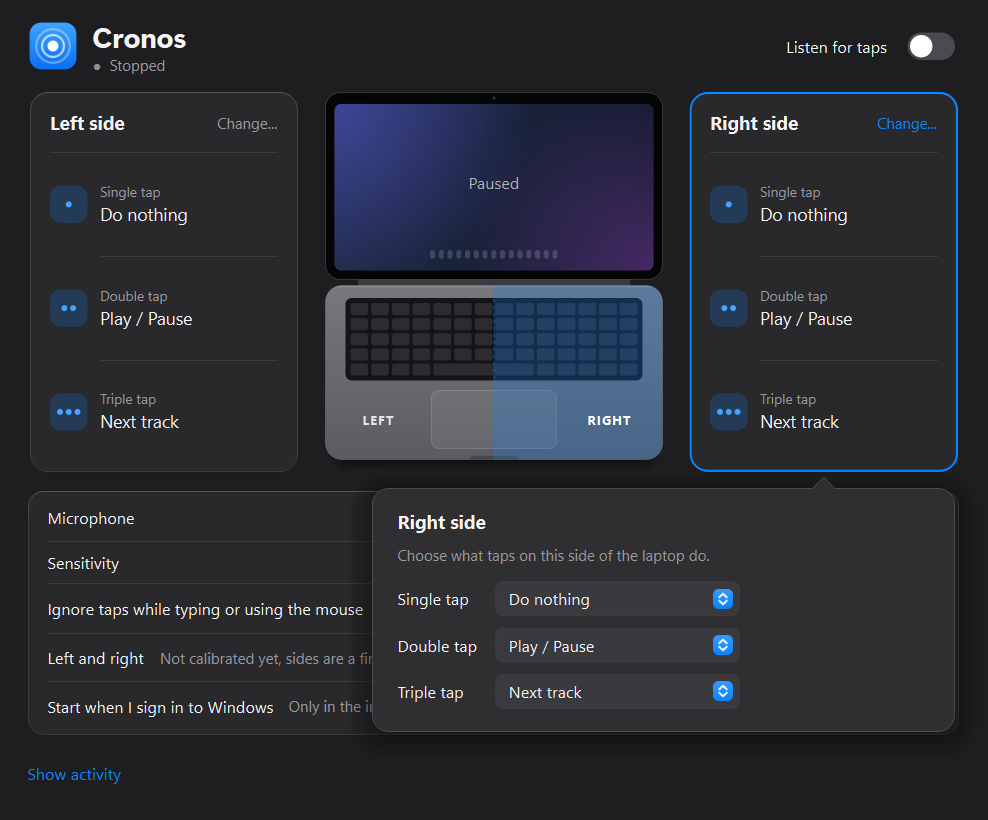 Cronos
Stopped
Listen for taps
Left side
Change...
Single tap
Do nothing
Double tap
Play / Pause
Triple tap
Next track
Paused
LEFT
RIGHT
Right side
Change...
Single tap
Do nothing
Double tap
Play / Pause
Triple tap
Next track
Microphone
Sensitivity
Ignore taps while typing or using the mouse
Left and right
Not calibrated yet, sides are a
Start when I sign in to Windows
Only in the
Right side
Choose what taps on this side of the laptop do.
Single tap
Do nothing
Double tap
Play / Pause
Triple tap
Next track
Show activity